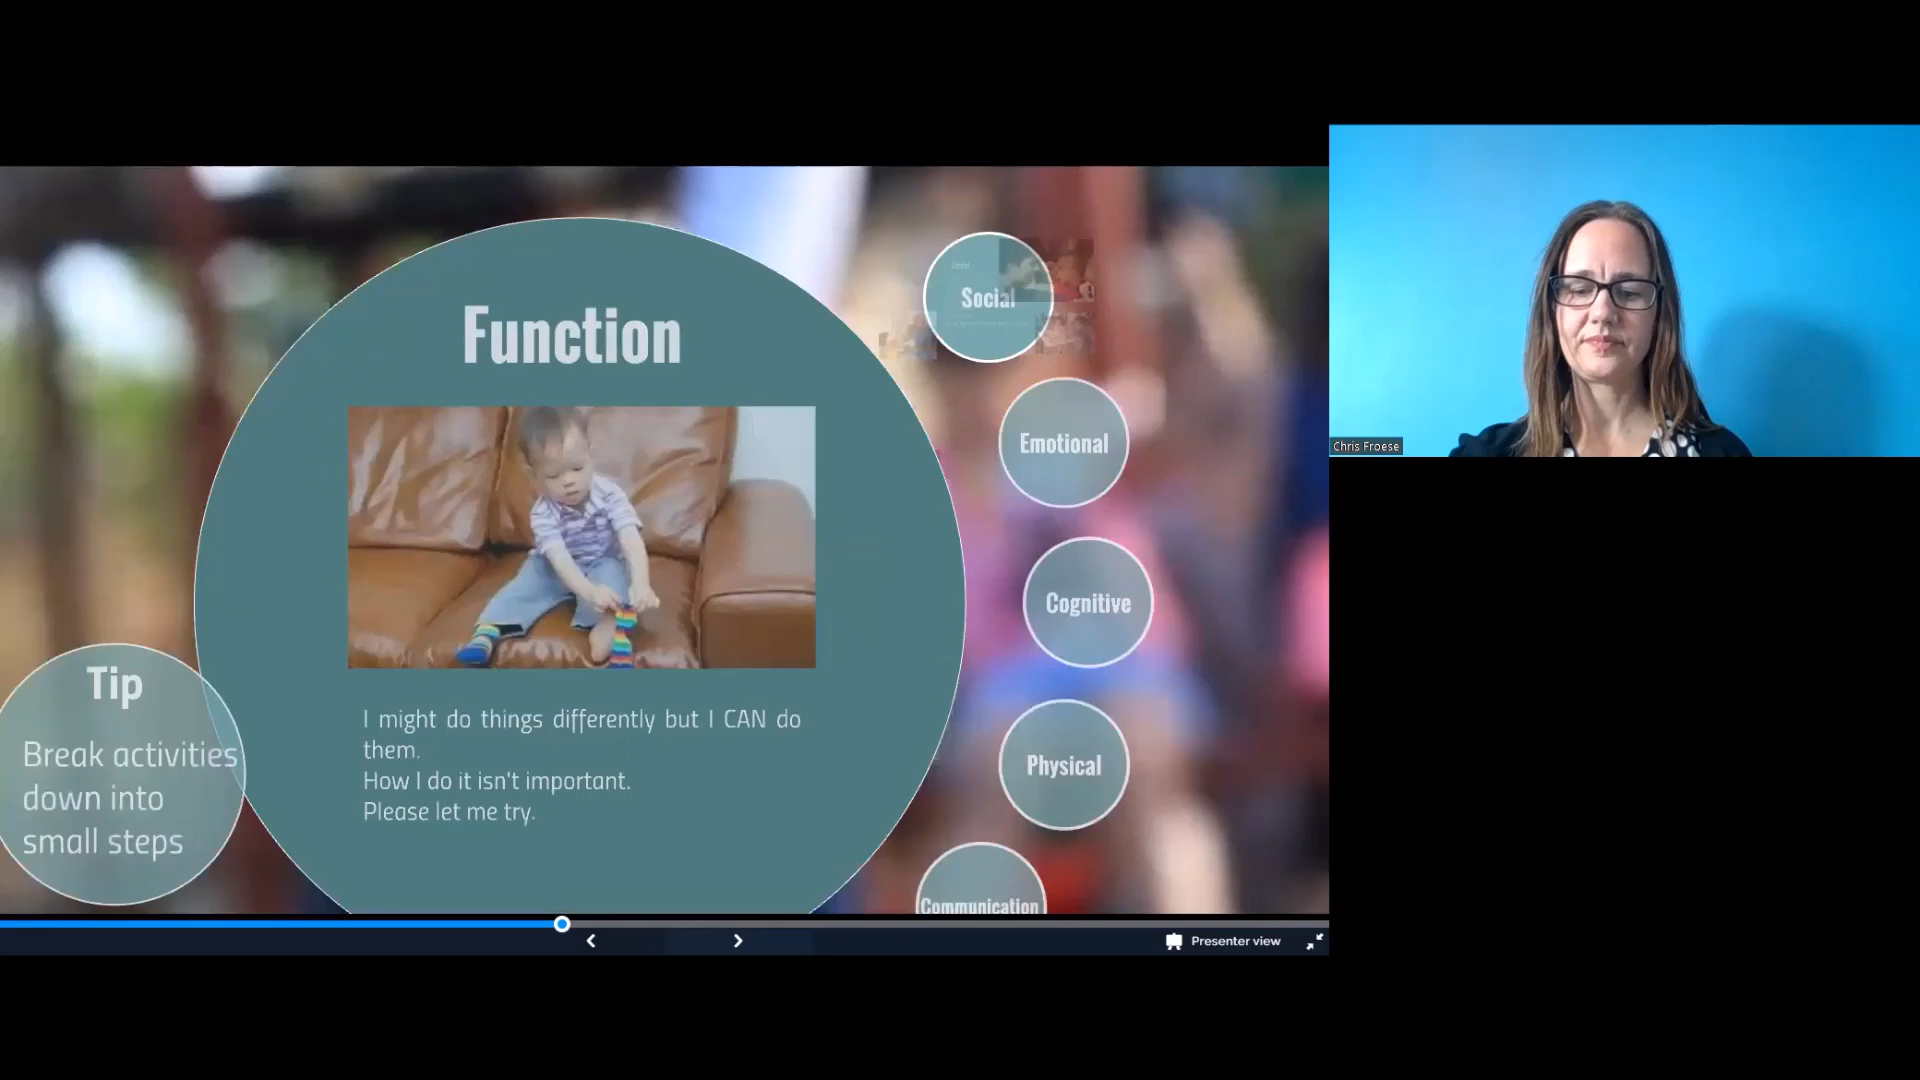 Function
I might do things differently but I CAN do
them.
How I do it isn't important.
Please let me try.
Tip
Break activities
down into
small steps
Social
Emotional
Cognitive
Physical
Communication
Presenter view
Chris Froese